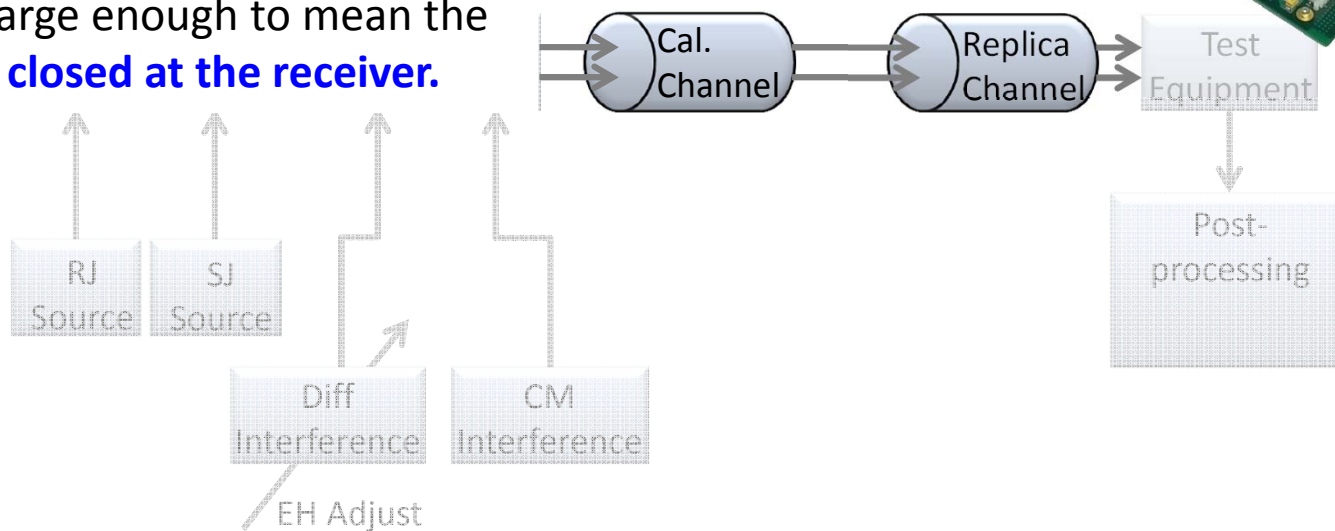 arge enough to mean the
closed at the receiver.
Cal.
Channel
Replica
Channel
Test
Equipment
RJ
Source
SJ
Source
Post-
processing
Diff
Interference
CM
Interference
EH Adjust